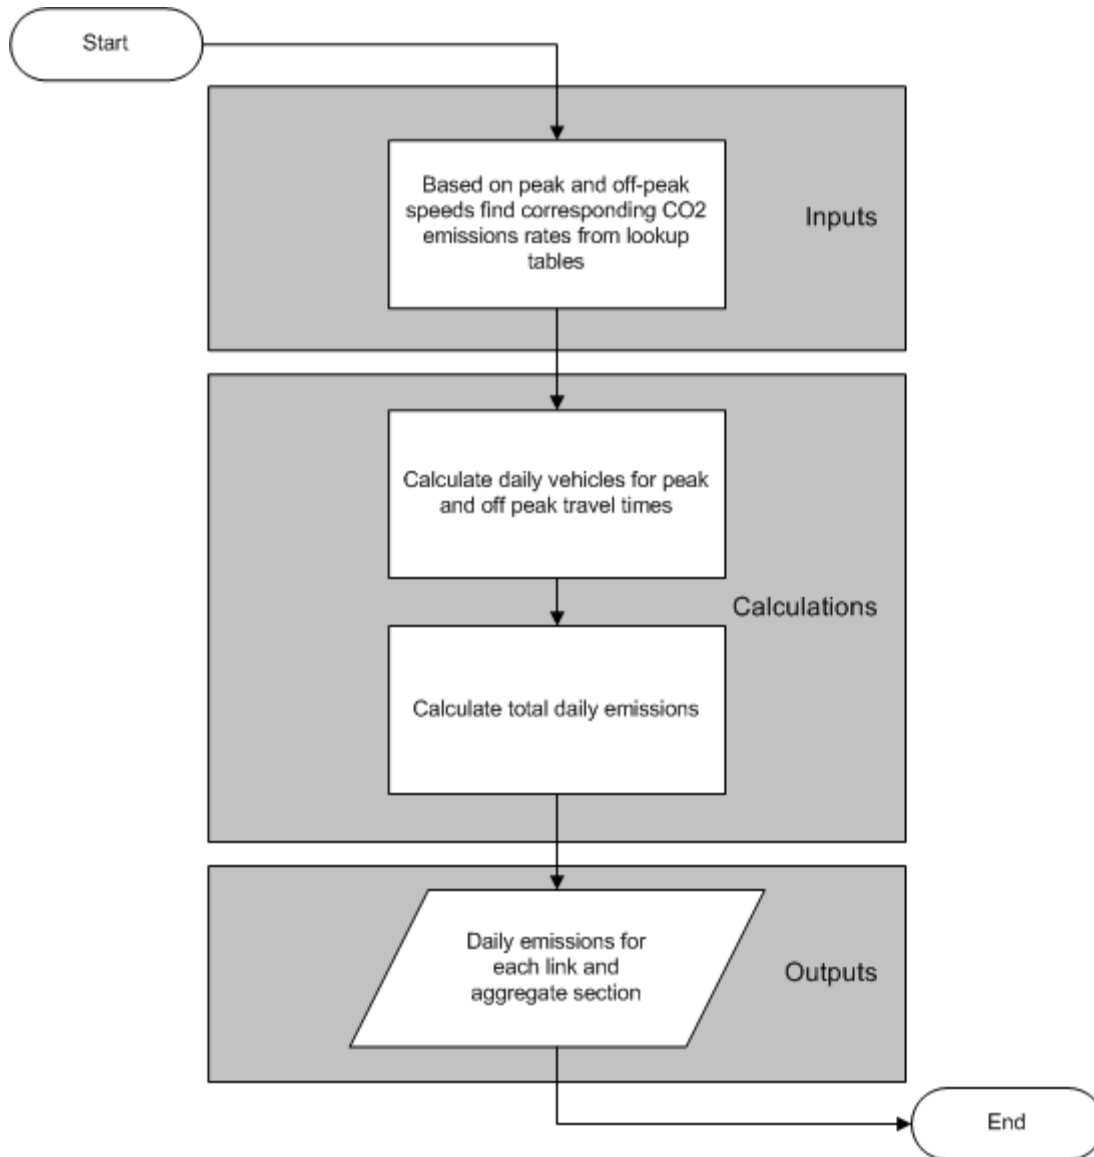 Start
Based on peak and off-peak
speeds find corresponding CO2
emissions rates from lookup
tables
Inputs
Calculate daily vehicles for peak
and off peak travel times
Calculations
Calculate total daily emissions
Daily emissions for
each link and
aggregate section
Outputs
End